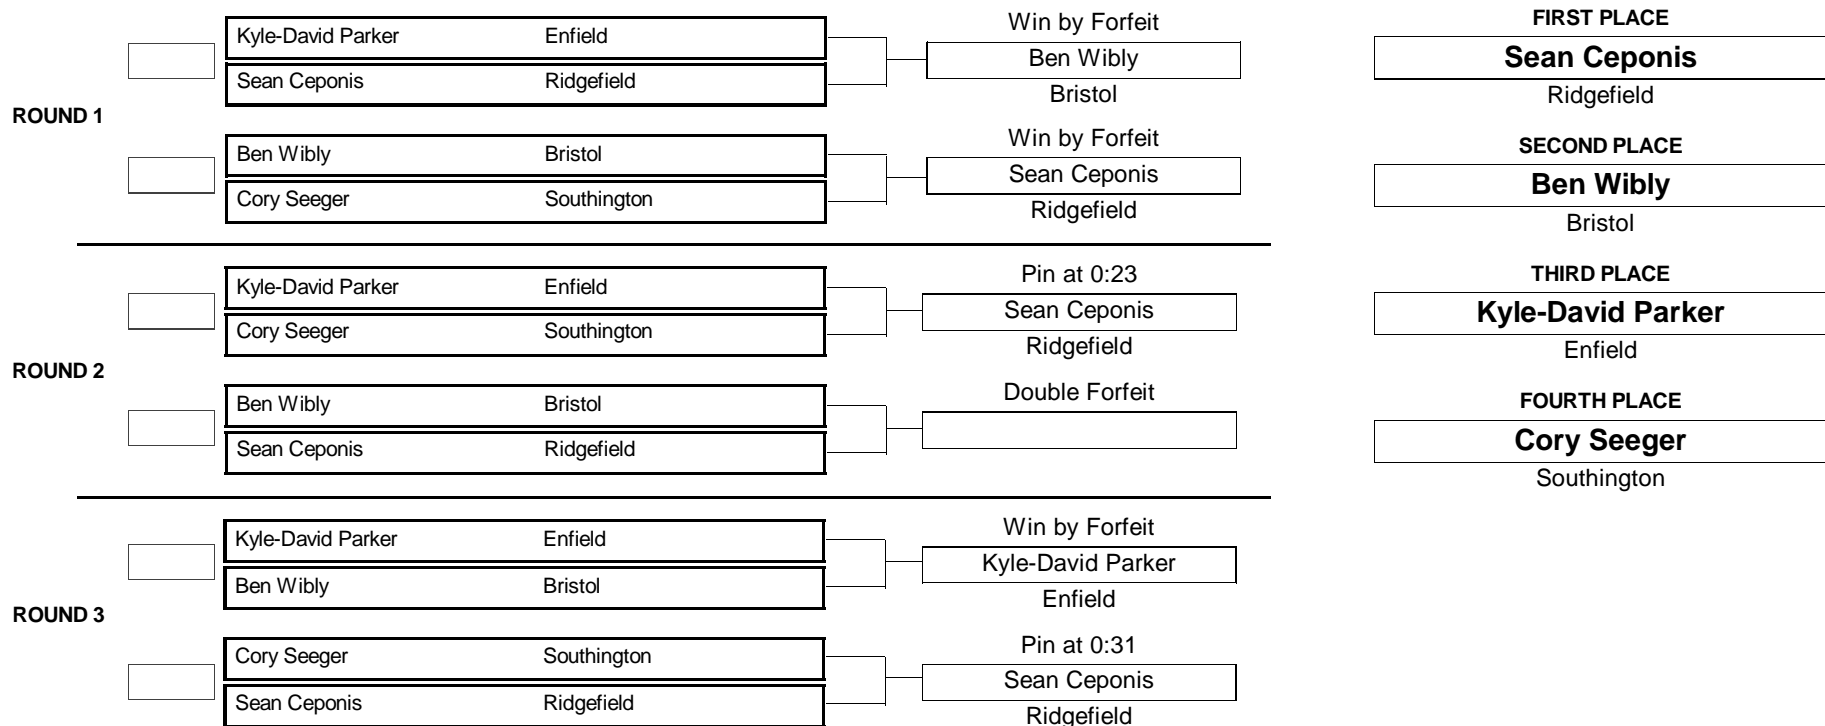 Win by Forfeit
Kyle-David Parker Enfield
Ben Wibly
Sean Ceponis Ridgefield
Bristol
ROUND 1
Win by Forfeit
Ben Wibly Bristol
Sean Ceponis
Cory Seeger Southington
Ridgefield
Pin at 0:23
Kyle-David Parker Enfield
Sean Ceponis
Cory Seeger Southington
Ridgefield
ROUND 2
Double Forfeit
Ben Wibly Bristol
Sean Ceponis Ridgefield
Win by Forfeit
Kyle-David Parker Enfield
Kyle-David Parker
Ben Wibly Bristol
Enfield
ROUND 3
Pin at 0:31
Cory Seeger Southington
Sean Ceponis
Sean Ceponis Ridgefield
Ridgefield
FIRST PLACE
Sean Ceponis
Ridgefield
SECOND PLACE
Ben Wibly
Bristol
THIRD PLACE
Kyle-David Parker
Enfield
FOURTH PLACE
Cory Seeger
Southington